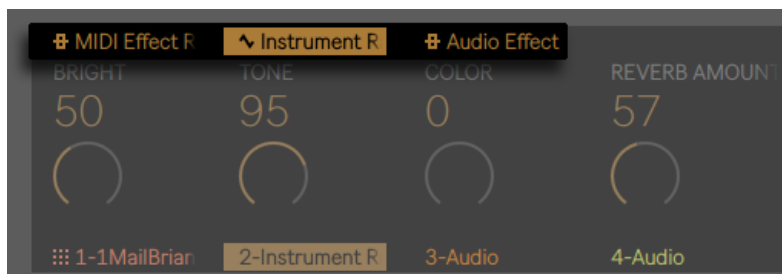 MIDI Effect R Instrument R Audio Effect
BRIGHT TONE COLOR REVERB AMOUNT
50 95 0 57
1-1MailBrian 2-Instrument R 3-Audio 4-Audio